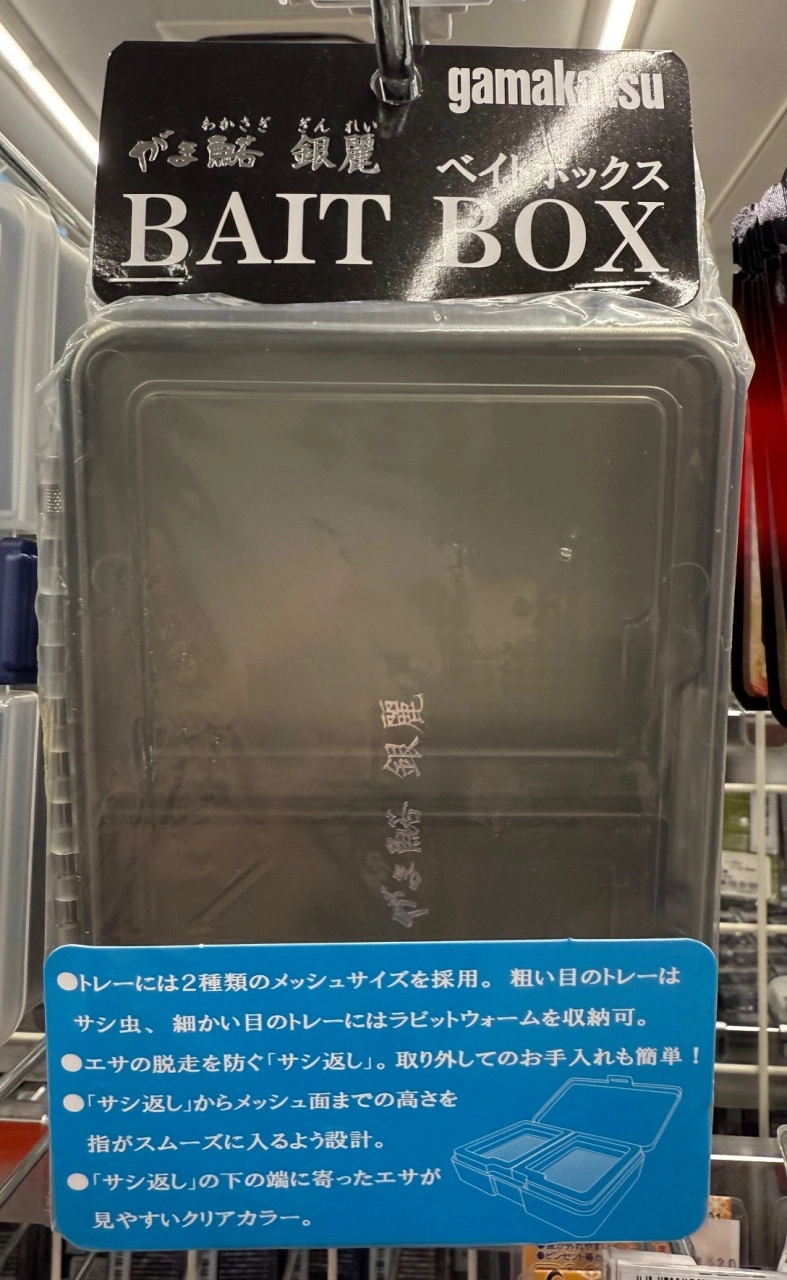 gamakatsu
わかさぎ ぎん れい
がま鮗 銀麗
ベイトボックス
BAIT BOX
がま鮗 銀麗
●トレーには2種類のメッシュサイズを採用。 粗い目のトレーは
サシ虫、 細かい目のトレーにはラビットウォームを収納可。
●エサの脱走を防ぐ「サシ返し」。取り外してのお手入れも簡単！
●「サシ返し」からメッシュ面までの高さを
指がスムーズに入るよう設計。
●「サシ返し」の下の端に寄ったエサが
見やすいクリアカラー。